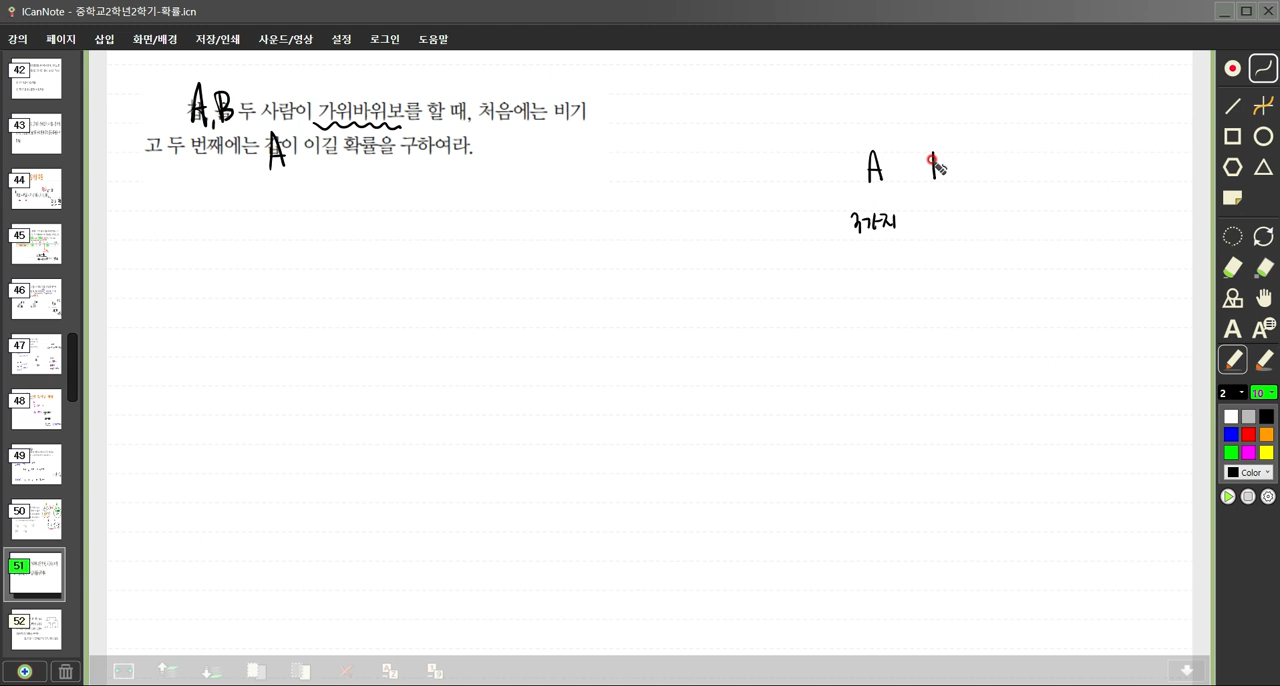 ICanNote - 중학교2학년2학기-확률.icn
강의 페이지 삽입 화면/배경 저장/인쇄 사운드/영상 설정 로그인 도움말
42
43
44
45
46
47
48
49
50
51
52
A, B 두 사람이 가위바위보를 할 때, 처음에는 비기
고 두 번째에는 A이 이길 확률을 구하여라.
A
3가지
2
10
Color